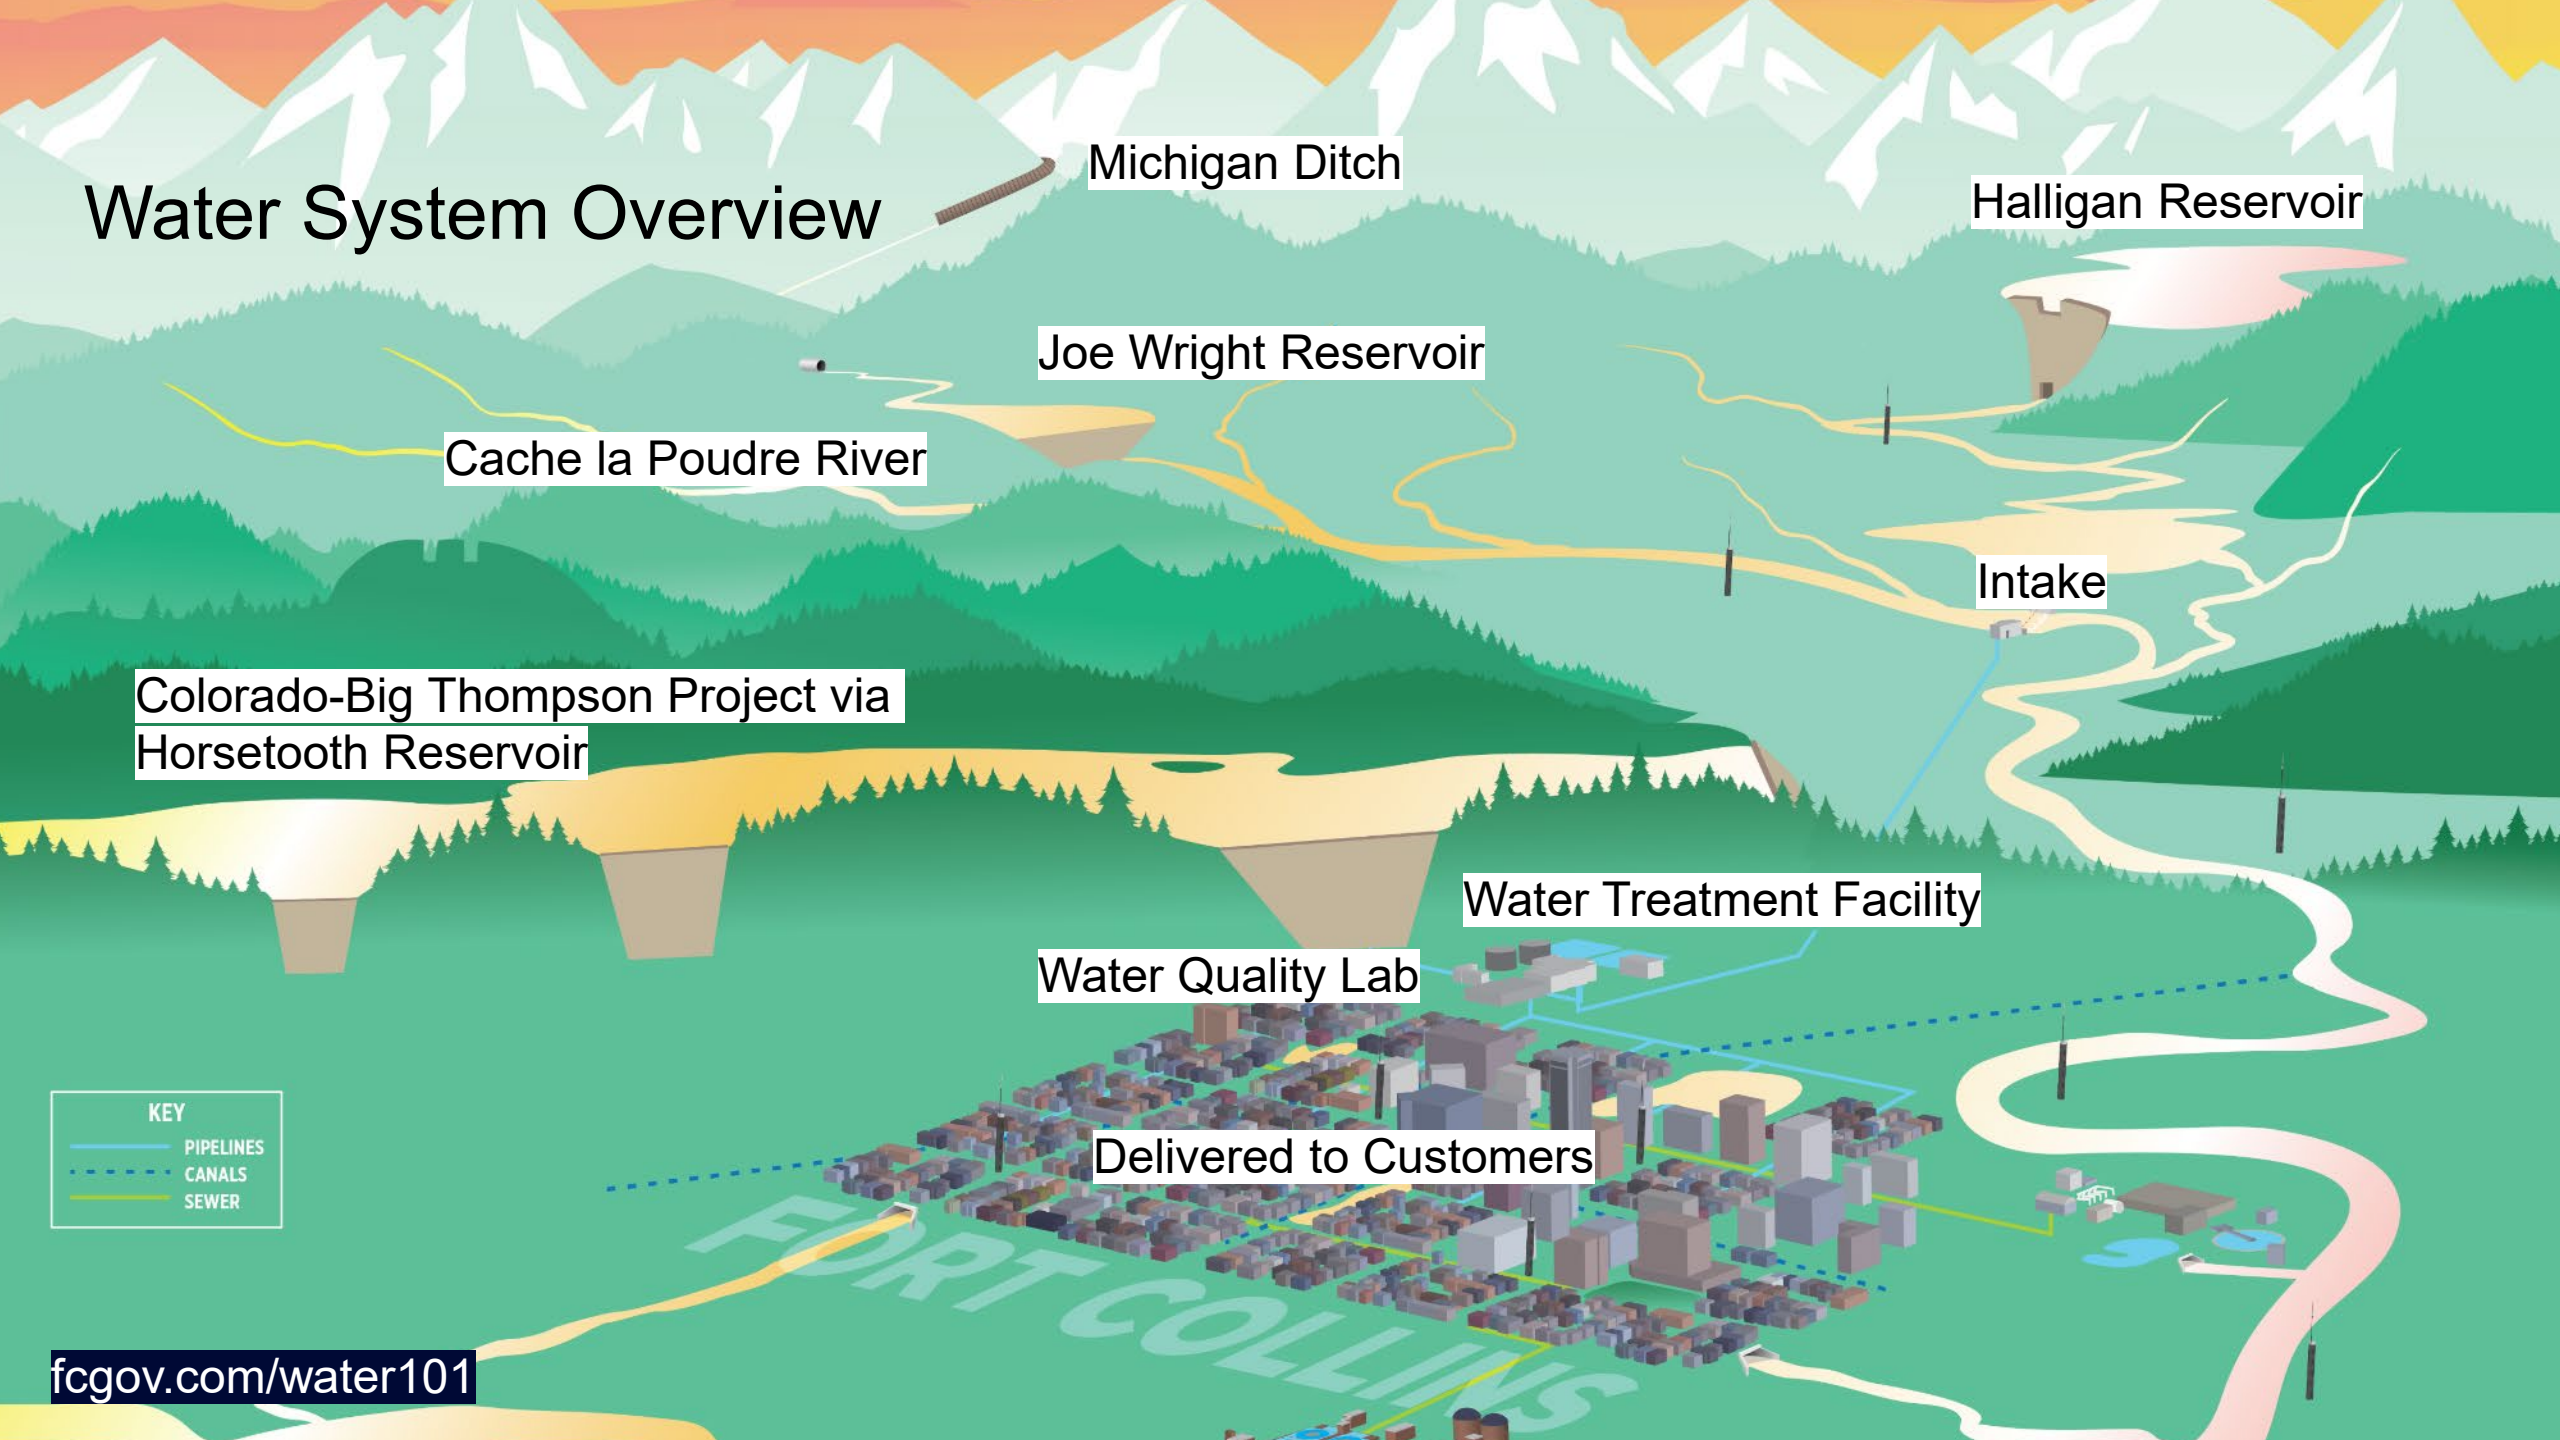 Water System Overview
Michigan Ditch
Halligan Reservoir
Joe Wright Reservoir
Cache la Poudre River
Intake
Colorado-Big Thompson Project via
Horsetooth Reservoir
Water Treatment Facility
Water Quality Lab
KEY
PIPELINES
CANALS
SEWER
Delivered to Customers
FORT COLLINS
fcgov.com/water101